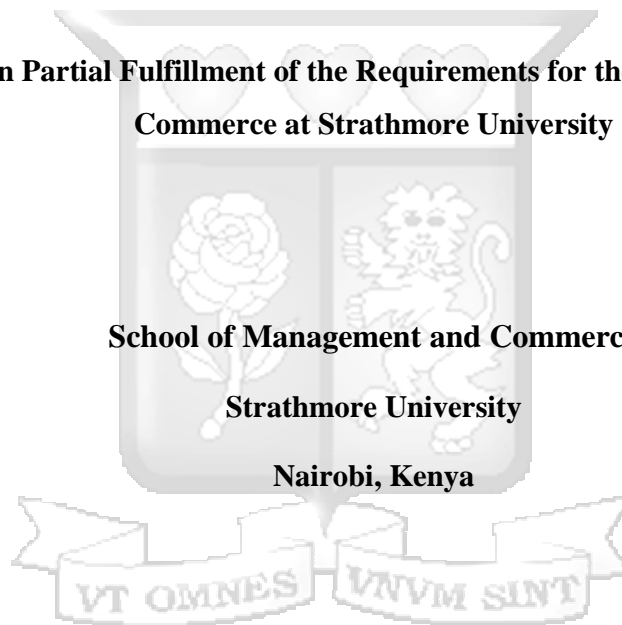 n Partial Fulfillment of the Requirements for th
Commerce at Strathmore University
School of Management and Commerc
Strathmore University
Nairobi, Kenya
VT OMNES VNVM SINT